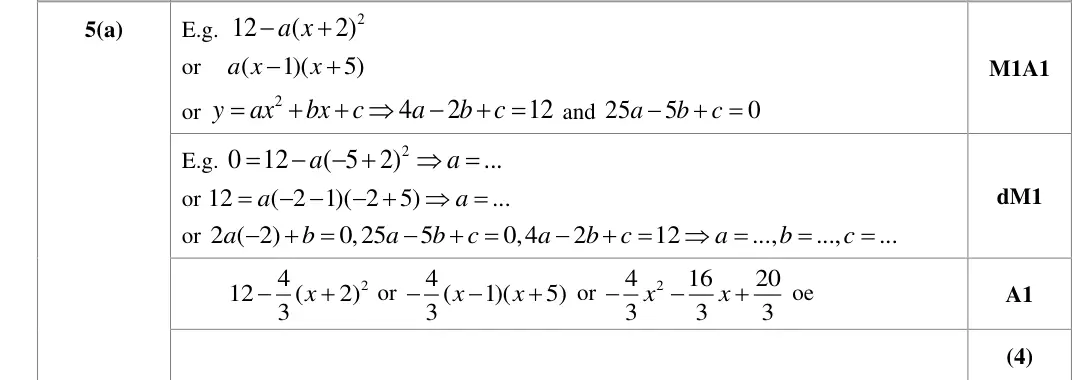 5(a)
E.g. 12 − a(x + 2)²
or a(x − 1)(x + 5)
or y = ax² + bx + c ⇒ 4a − 2b + c = 12 and 25a − 5b + c = 0
M1A1
E.g. 0 = 12 − a(−5 + 2)² ⇒ a = ...
or 12 = a(−2 − 1)(−2 + 5) ⇒ a = ...
or 2a(−2) + b = 0, 25a − 5b + c = 0, 4a − 2b + c = 12 ⇒ a = ..., b = ..., c = ...
dM1
12 − 4/3(x + 2)² or −4/3(x − 1)(x + 5) or −4/3x² − 16/3x + 20/3 oe
A1
(4)